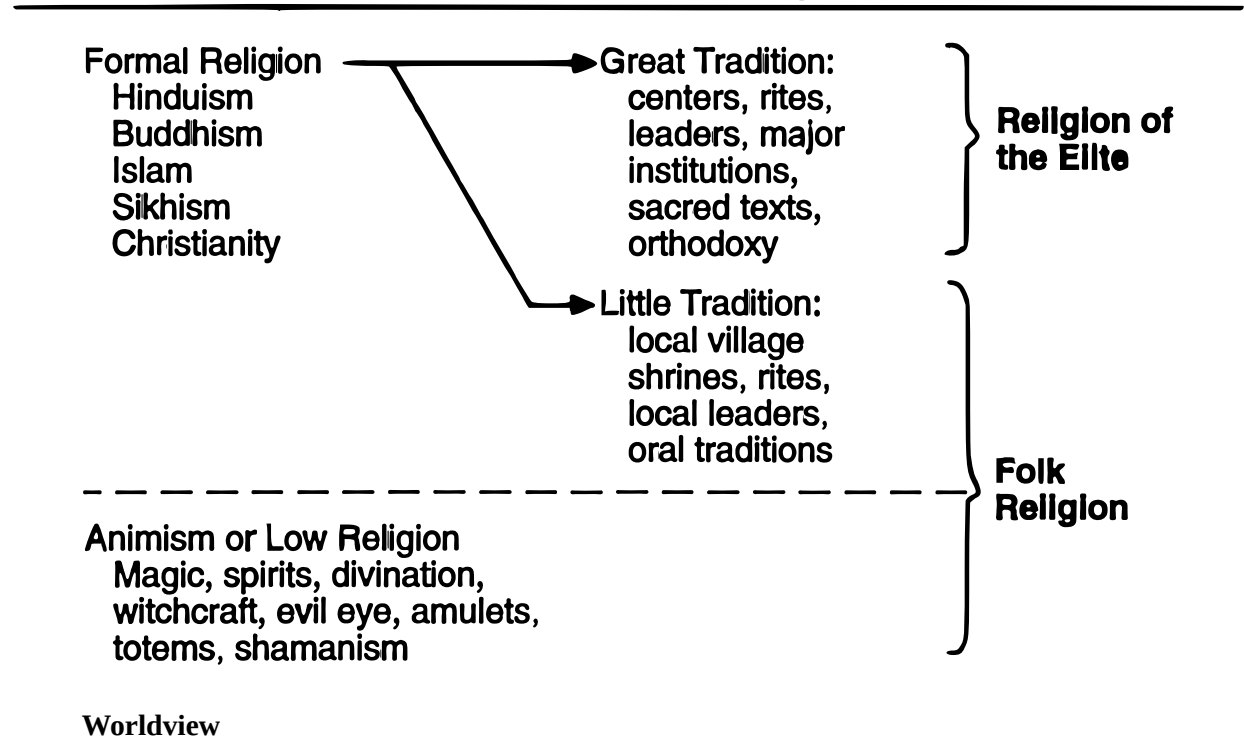 Formal Religion
Hinduism
Buddhism
Islam
Sikhism
Christianity
Great Tradition:
centers, rites,
leaders, major
institutions,
sacred texts,
orthodoxy
Religion of
the Elite
Little Tradition:
local village
shrines, rites,
local leaders,
oral traditions
Folk
Religion
Animism or Low Religion
Magic, spirits, divination,
witchcraft, evil eye, amulets,
totems, shamanism
Worldview